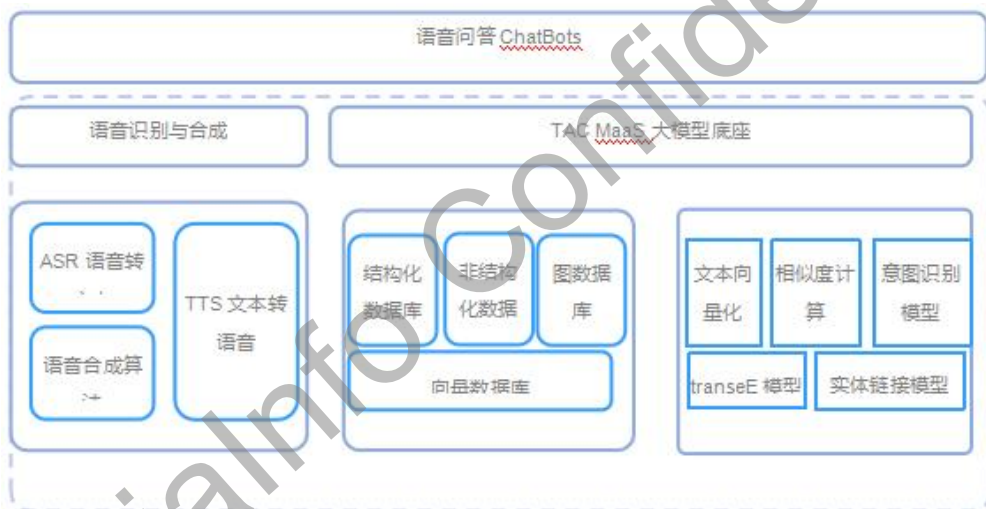 语音问答 ChatBots
语音识别与合成
TAC MaaS 大模型底座
ASR 语音转
语音合成算
TTS 文本转
语音
结构化
数据库
非结构
化数据
图数据
库
向量数据库
文本向
量化
相似度计
算
意图识别
模型
transE 模型
实体链接模型
iaInfo Confide